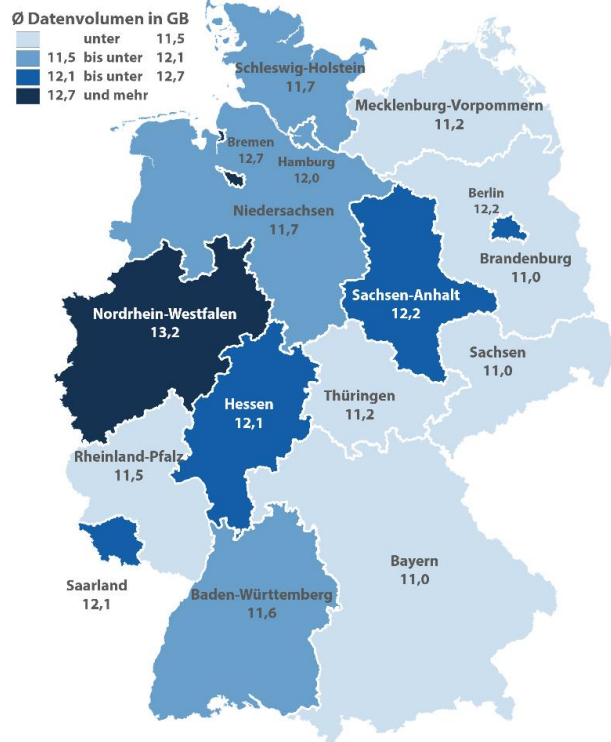 Ø Datenvolumen in GB
unter 11,5
11,5 bis unter 12,1
12,1 bis unter 12,7
12,7 und mehr
Schleswig-Holstein
11,7
Mecklenburg-Vorpommern
11,2
Bremen
12,7
Hamburg
12,0
Niedersachsen
11,7
Berlin
12,2
Brandenburg
11,0
Sachsen-Anhalt
12,2
Nordrhein-Westfalen
13,2
Sachsen
11,0
Hessen
12,1
Thüringen
11,2
Rheinland-Pfalz
11,5
Saarland
12,1
Bayern
11,0
Baden-Württemberg
11,6